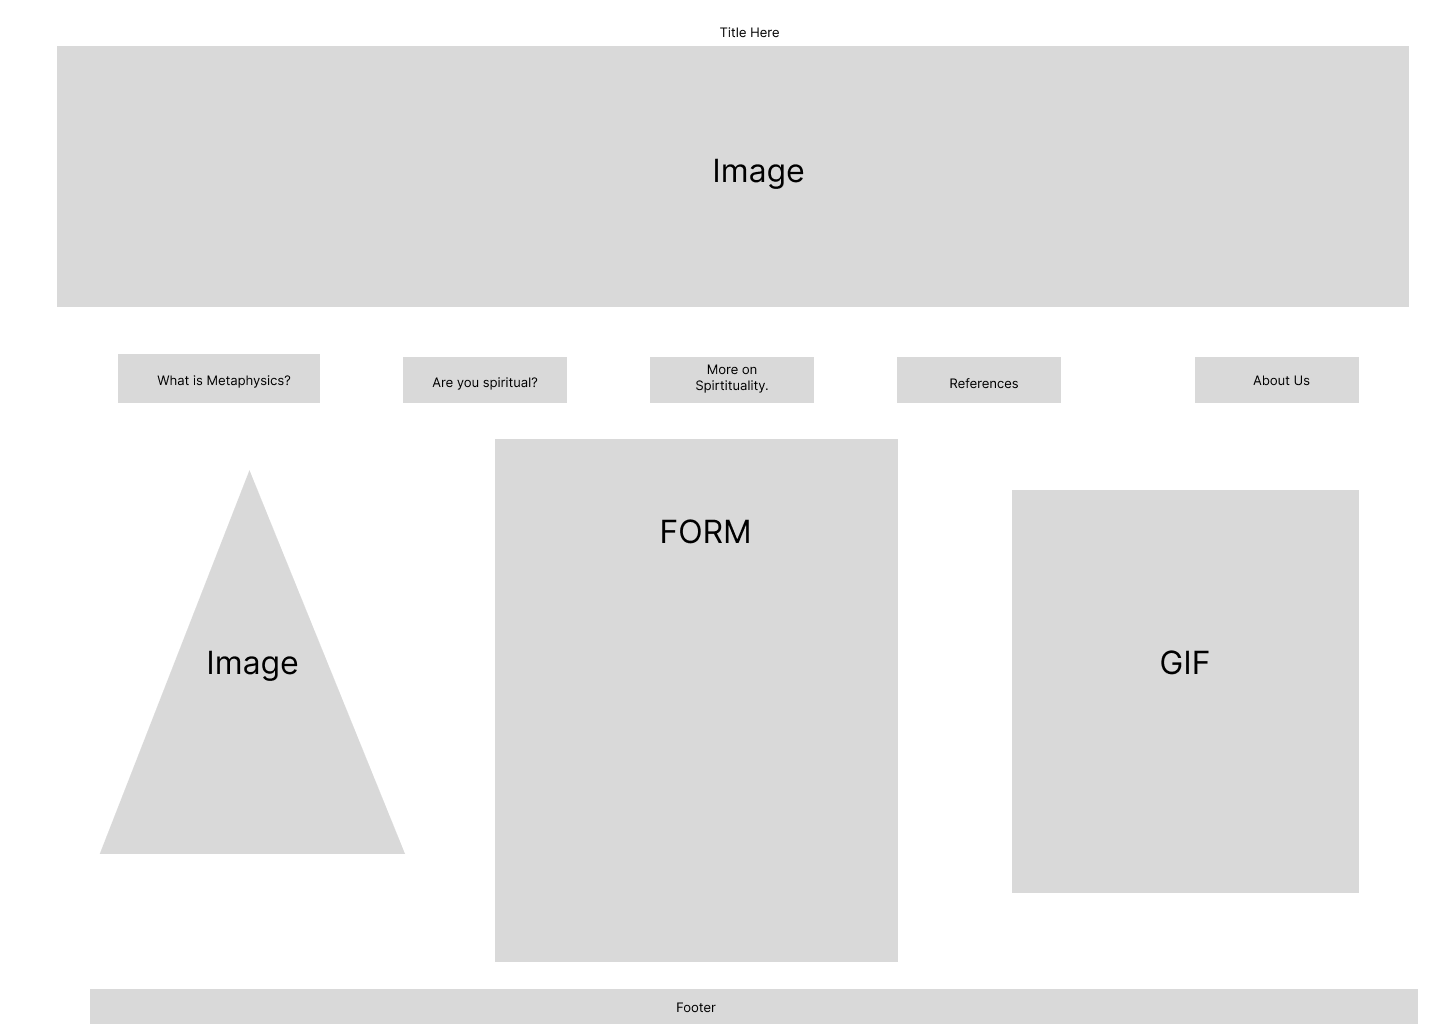 Title Here
Image
What is Metaphysics?
Are you spiritual?
More on
Spirtituality.
References
About Us
FORM
Image
GIF
Footer